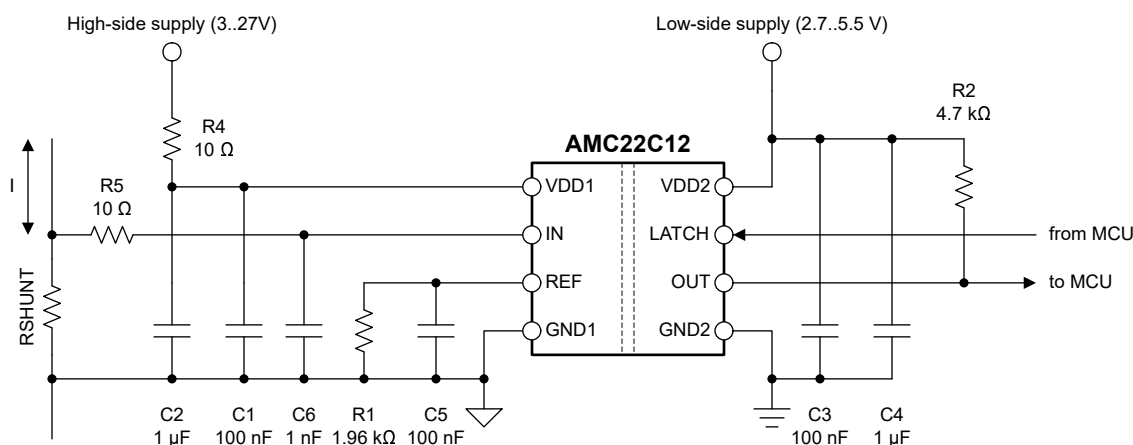 High-side supply (3..27V)
Low-side supply (2.7..5.5 V)
R2
4.7 kΩ
R4
10 Ω
AMC22C12
I
R5
10 Ω
VDD1
VDD2
IN
LATCH
from MCU
REF
OUT
to MCU
RSHUNT
GND1
GND2
C2
1 µF
C1
100 nF
C6
1 nF
R1
1.96 kΩ
C5
100 nF
C3
100 nF
C4
1 µF